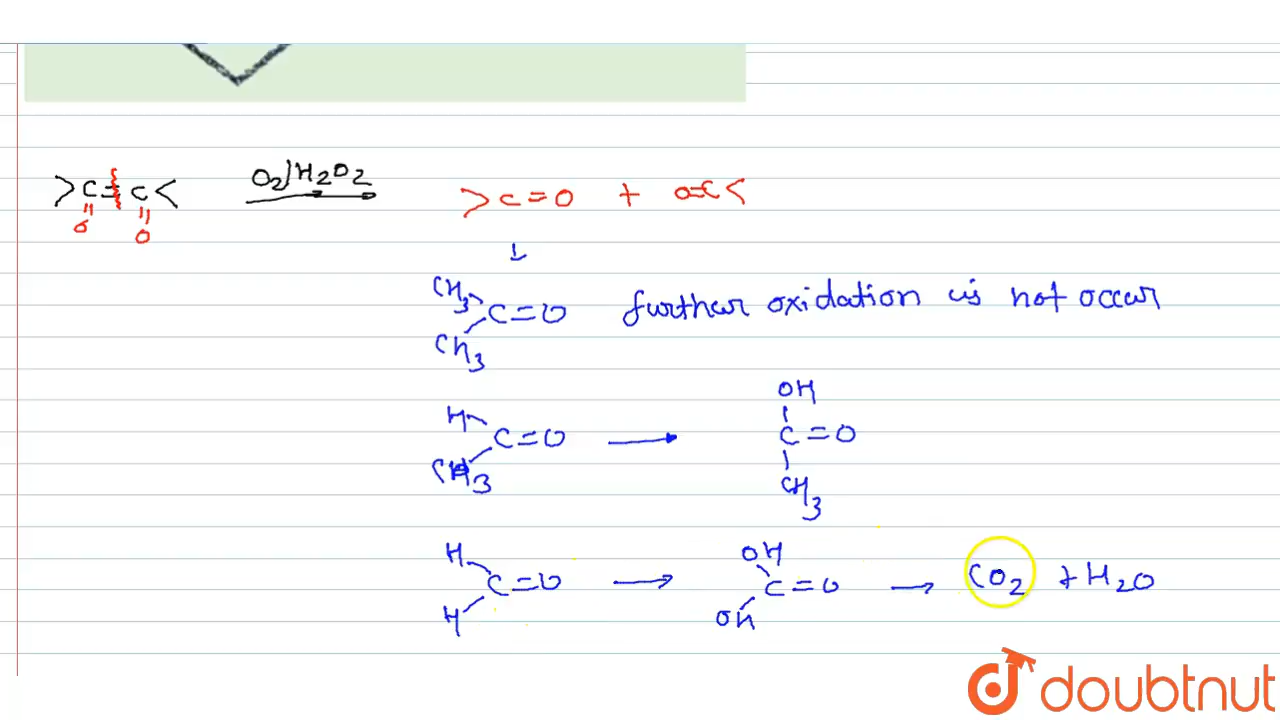 >C=C< O2/H2O2 >C=O + O=C<
O O
CH3
C=O further oxidation is not occur
CH3
OH
H
C=O C=O
CH3
CH3
H OH
C=O C=O CO2 + H2O
H OH
doubtnut